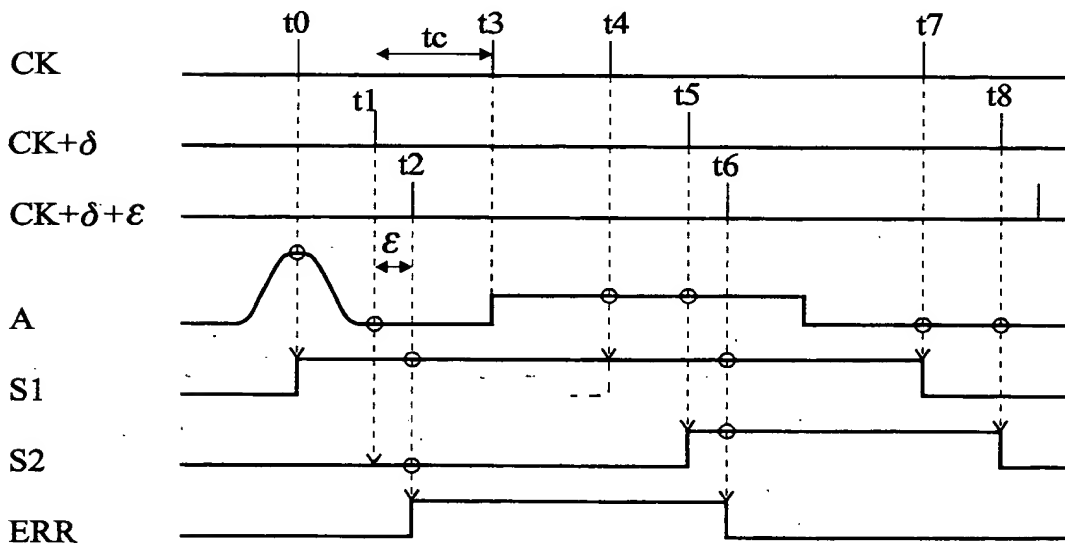 t0 t3 t4 t7
tc
CK
t1 t5 t8
CK+δ
t2 t6
CK+δ+ε
ε
A
S1
S2
ERR